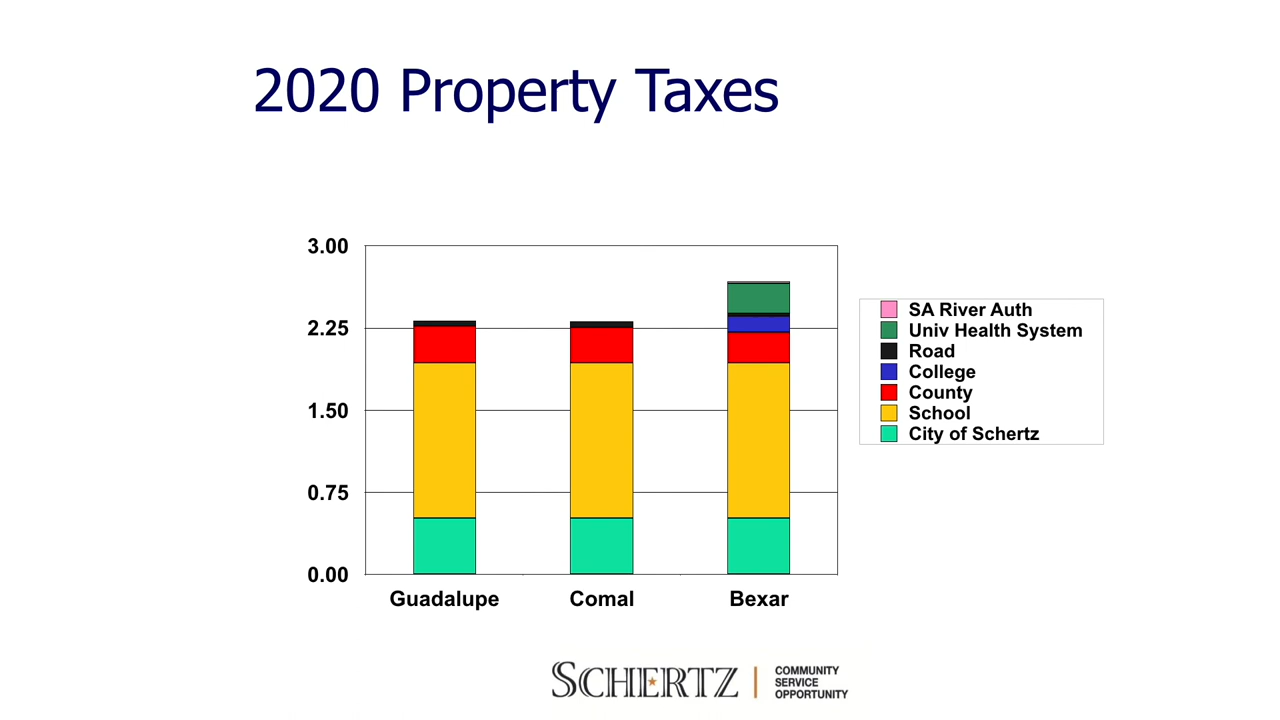 2020 Property Taxes
3.00
2.25
1.50
0.75
0.00
Guadalupe
Comal
Bexar
SA River Auth
Univ Health System
Road
College
County
School
City of Schertz
SCHERTZ
COMMUNITY
SERVICE
OPPORTUNITY